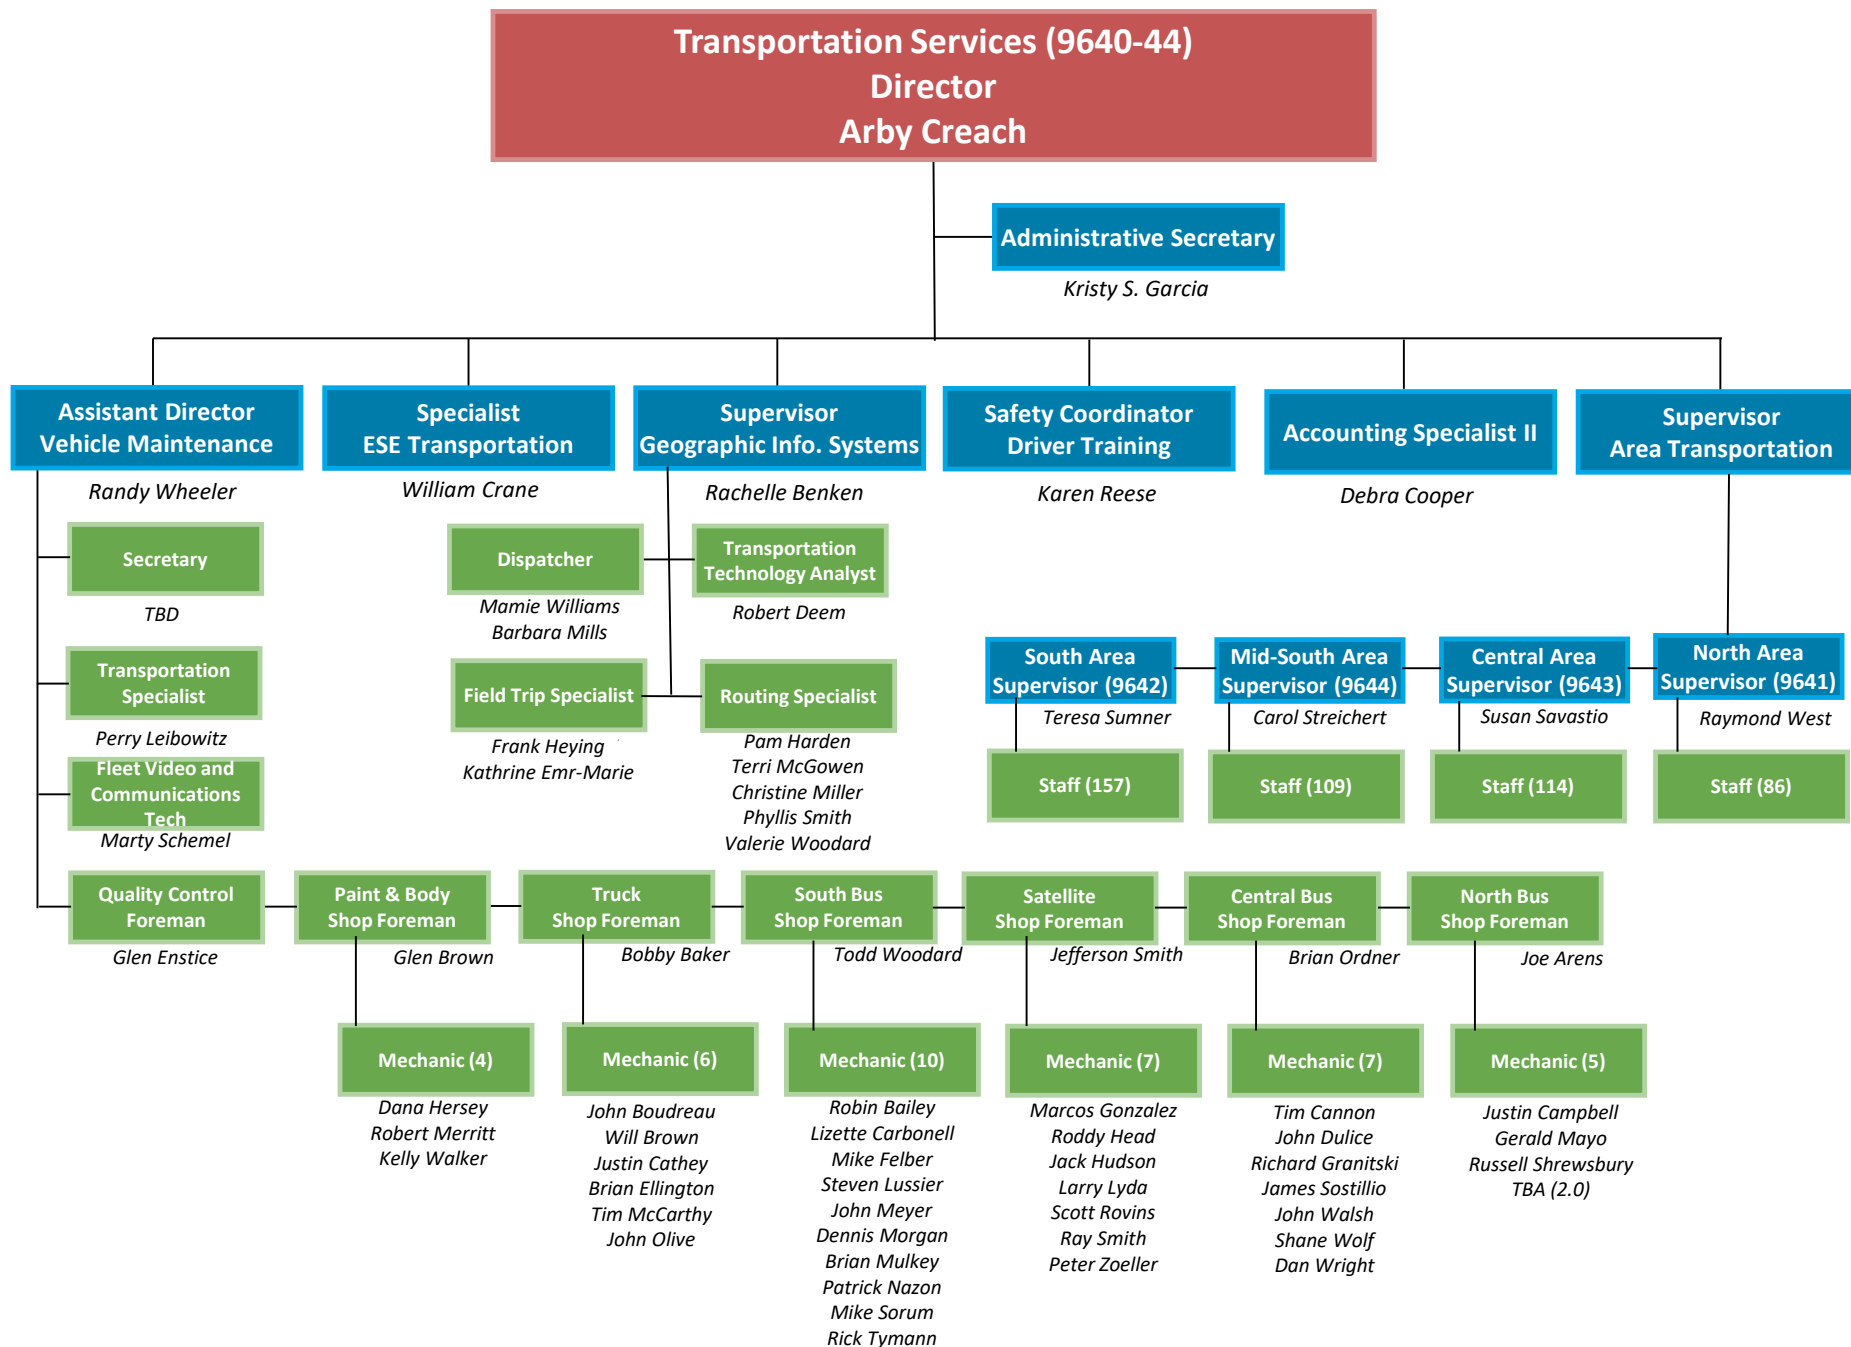 Transportation Services (9640-44)
Director
Arby Creach
Administrative Secretary
Kristy S. Garcia
Assistant Director
Vehicle Maintenance
Randy Wheeler
Specialist
ESE Transportation
William Crane
Supervisor
Geographic Info. Systems
Rachelle Benken
Safety Coordinator
Driver Training
Karen Reese
Accounting Specialist II
Debra Cooper
Supervisor
Area Transportation
Secretary
TBD
Transportation
Specialist
Perry Leibowitz
Fleet Video and
Communications
Tech
Marty Schemel
Dispatcher
Mamie Williams
Barbara Mills
Transportation
Technology Analyst
Robert Deem
Field Trip Specialist
Frank Heying
Kathrine Emr-Marie
Routing Specialist
Pam Harden
Terri McGowen
Christine Miller
Phyllis Smith
Valerie Woodard
South Area
Supervisor (9642)
Teresa Sumner
Staff (157)
Mid-South Area
Supervisor (9644)
Carol Streichert
Staff (109)
Central Area
Supervisor (9643)
Susan Savastio
Staff (114)
North Area
Supervisor (9641)
Raymond West
Staff (86)
Quality Control
Foreman
Glen Enstice
Paint & Body
Shop Foreman
Glen Brown
Truck
Shop Foreman
Bobby Baker
South Bus
Shop Foreman
Todd Woodard
Satellite
Shop Foreman
Jefferson Smith
Central Bus
Shop Foreman
Brian Ordner
North Bus
Shop Foreman
Joe Arens
Mechanic (4)
Dana Hersey
Robert Merritt
Kelly Walker
Mechanic (6)
John Boudreau
Will Brown
Justin Cathey
Brian Ellington
Tim McCarthy
John Olive
Mechanic (10)
Robin Bailey
Lizette Carbonell
Mike Felber
Steven Lussier
John Meyer
Dennis Morgan
Brian Mulkey
Patrick Nazon
Mike Sorum
Rick Tymann
Mechanic (7)
Marcos Gonzalez
Roddy Head
Jack Hudson
Larry Lyda
Scott Rovins
Ray Smith
Peter Zoeller
Mechanic (7)
Tim Cannon
John Dulice
Richard Granitski
James Sostillio
John Walsh
Shane Wolf
Dan Wright
Mechanic (5)
Justin Campbell
Gerald Mayo
Russell Shrewsbury
TBA (2.0)